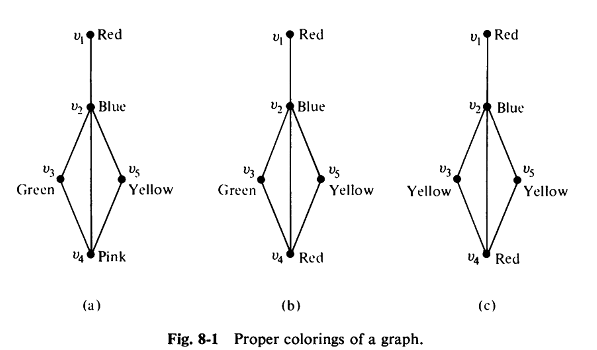 v1 Red
v1 Red
v1 Red
v2 Blue
v2 Blue
v2 Blue
v3
v5
v3
v5
v3
v5
Green
Yellow
Green
Yellow
Yellow
Yellow
v4 Pink
v4 Red
v4 Red
(a)
(b)
(c)
Fig. 8-1 Proper colorings of a graph.